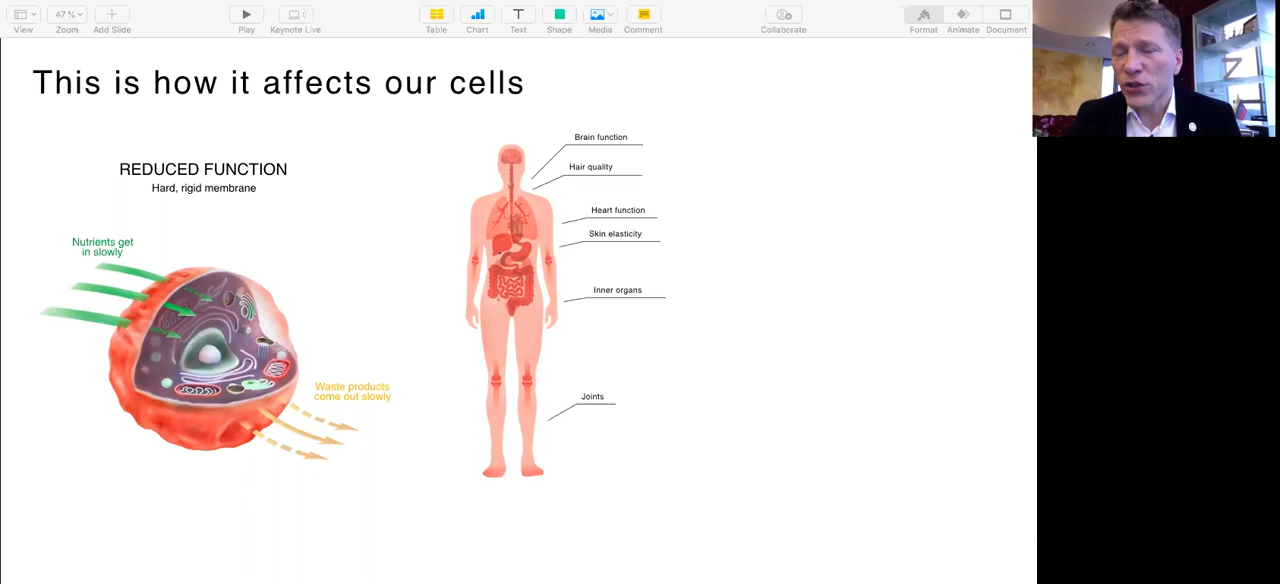 47 %
View
Zoom
Add Slide
Play
Keynote Live
Table
Chart
Text
Shape
Media
Comment
Collaborate
Format
Animate
Document
This is how it affects our cells
REDUCED FUNCTION
Hard, rigid membrane
Nutrients get
in slowly
Waste products
come out slowly
Brain function
Hair quality
Heart function
Skin elasticity
Inner organs
Joints